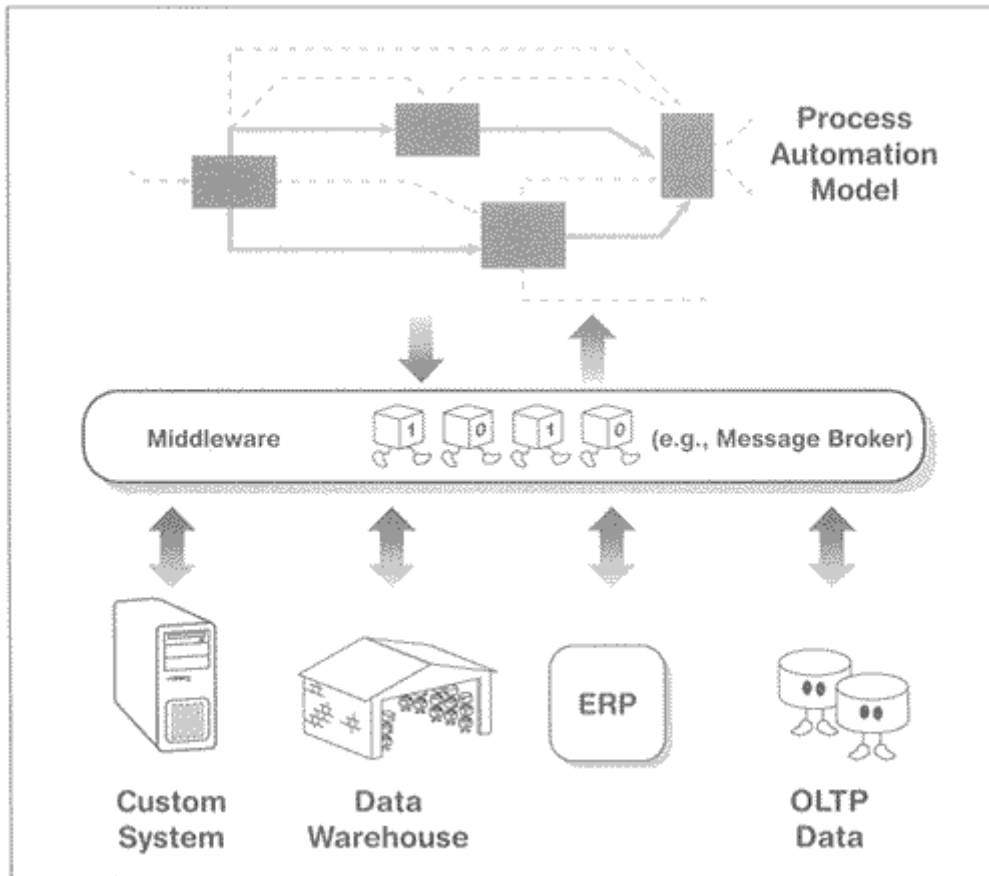 Process
Automation
Model
Middleware
1
0
1
0
(e.g., Message Broker)
ERP
Custom
System
Data
Warehouse
OLTP
Data